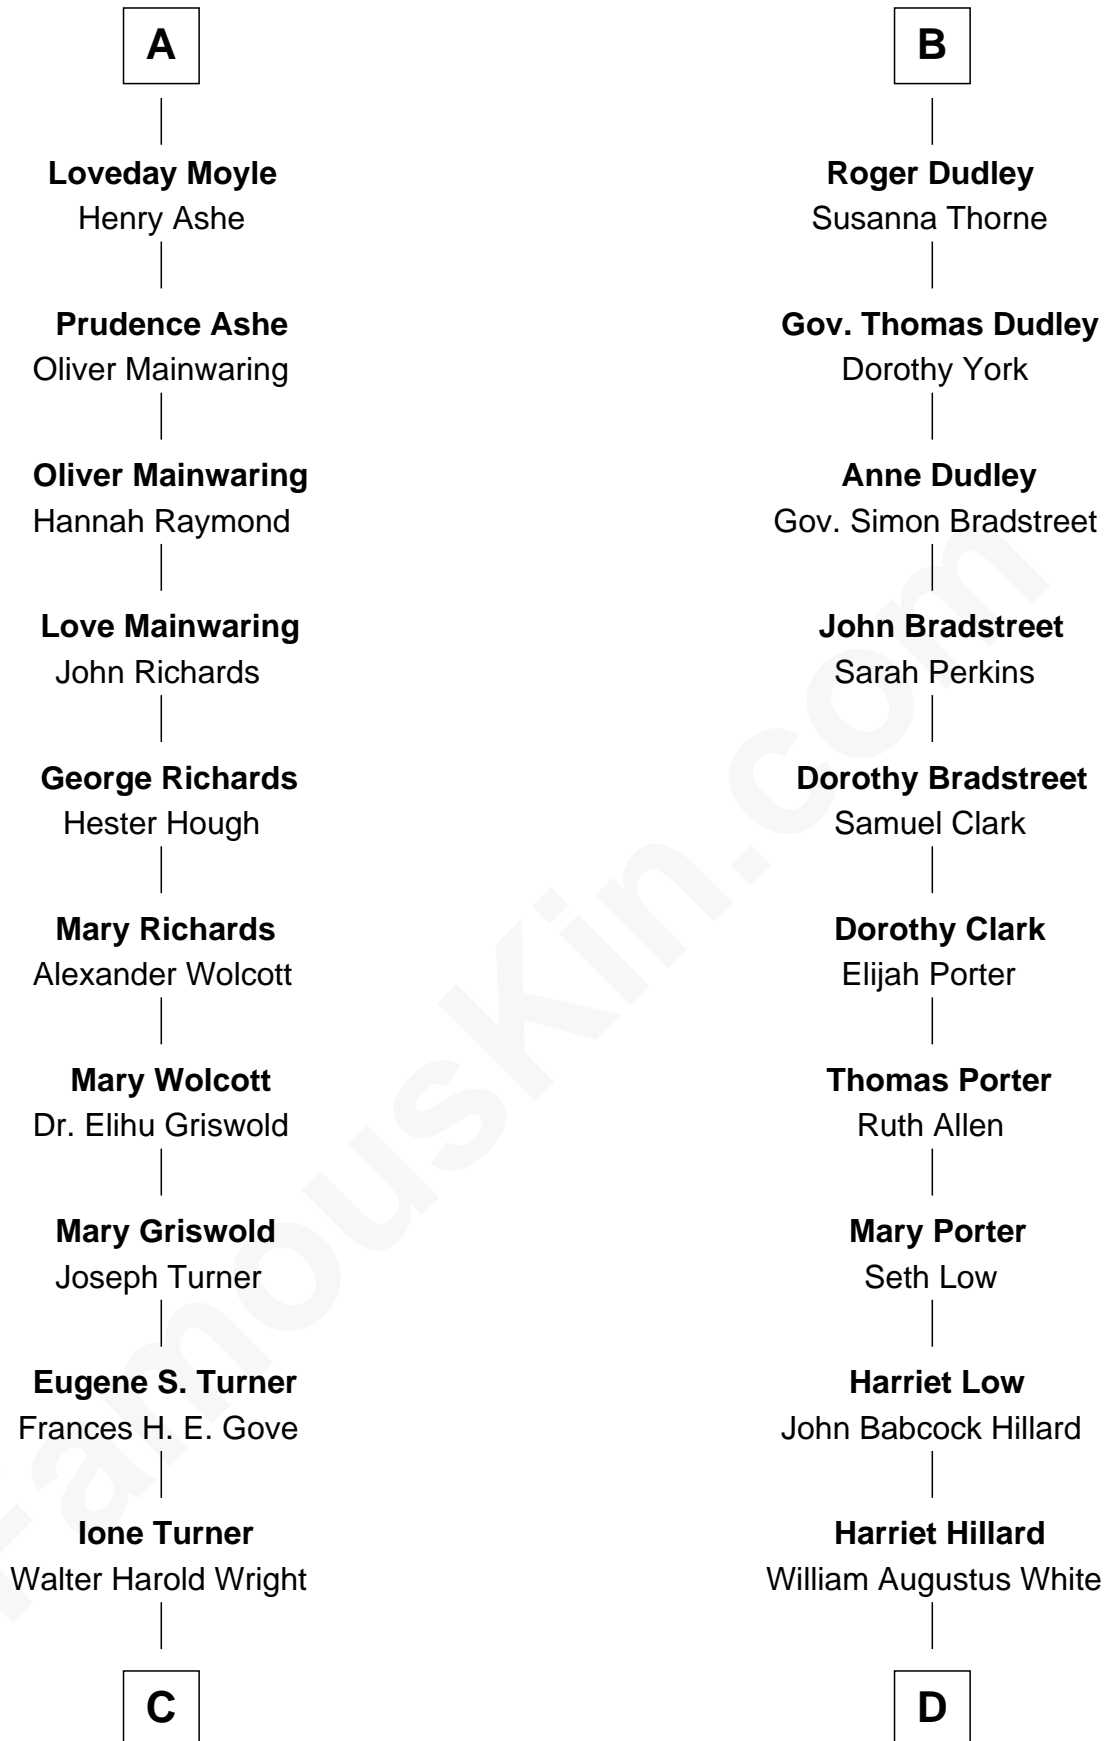 A
Loveday Moyle
Henry Ashe
Prudence Ashe
Oliver Mainwaring
Oliver Mainwaring
Hannah Raymond
Love Mainwaring
John Richards
George Richards
Hester Hough
Mary Richards
Alexander Wolcott
Mary Wolcott
Dr. Elihu Griswold
Mary Griswold
Joseph Turner
Eugene S. Turner
Frances H. E. Gove
Ione Turner
Walter Harold Wright
C
B
Roger Dudley
Susanna Thorne
Gov. Thomas Dudley
Dorothy York
Anne Dudley
Gov. Simon Bradstreet
John Bradstreet
Sarah Perkins
Dorothy Bradstreet
Samuel Clark
Dorothy Clark
Elijah Porter
Thomas Porter
Ruth Allen
Mary Porter
Seth Low
Harriet Low
John Babcock Hillard
Harriet Hillard
William Augustus White
D
FamousKin.com